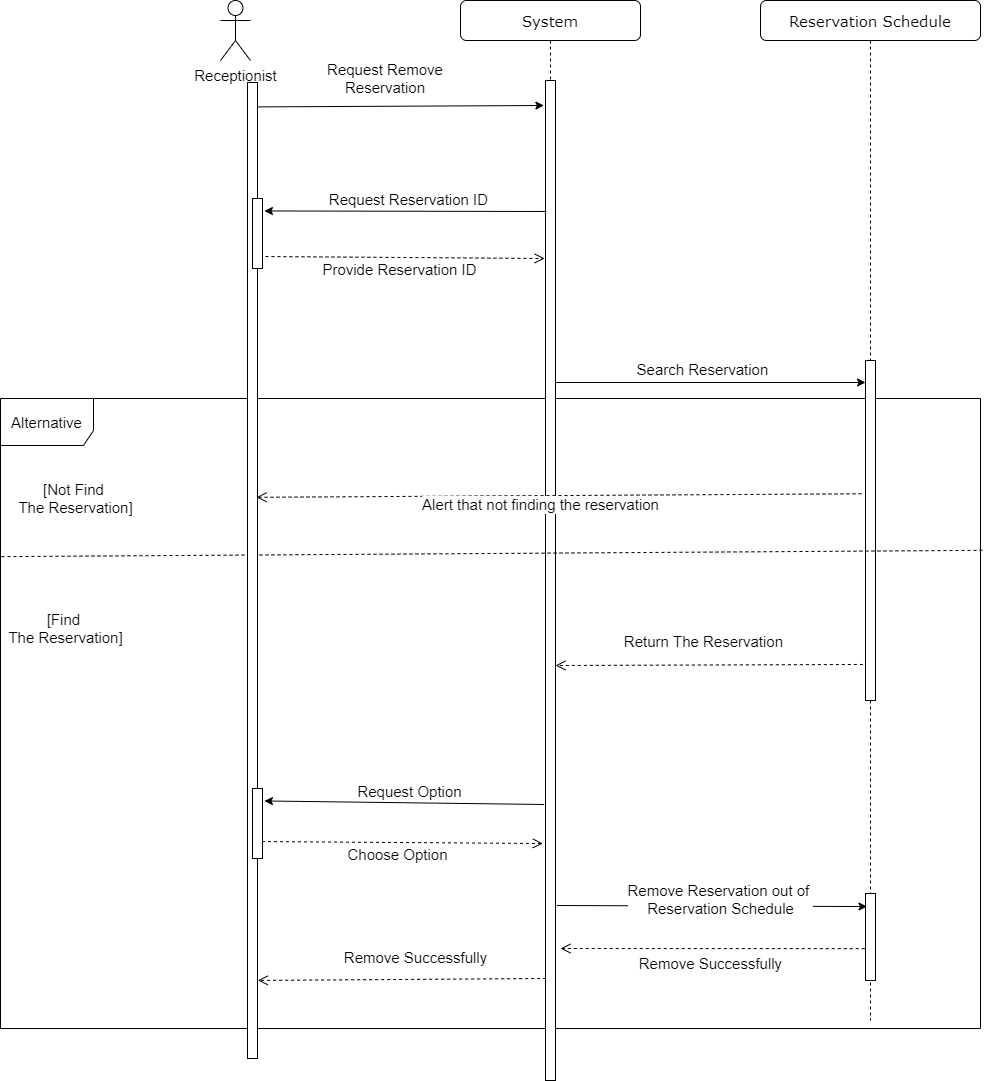 System
Reservation Schedule
Receptionist
Request Remove
Reservation
Request Reservation ID
Provide Reservation ID
Search Reservation
Alternative
[Not Find
The Reservation]
Alert that not finding the reservation
[Find
The Reservation]
Return The Reservation
Request Option
Choose Option
Remove Reservation out of
Reservation Schedule
Remove Successfully
Remove Successfully